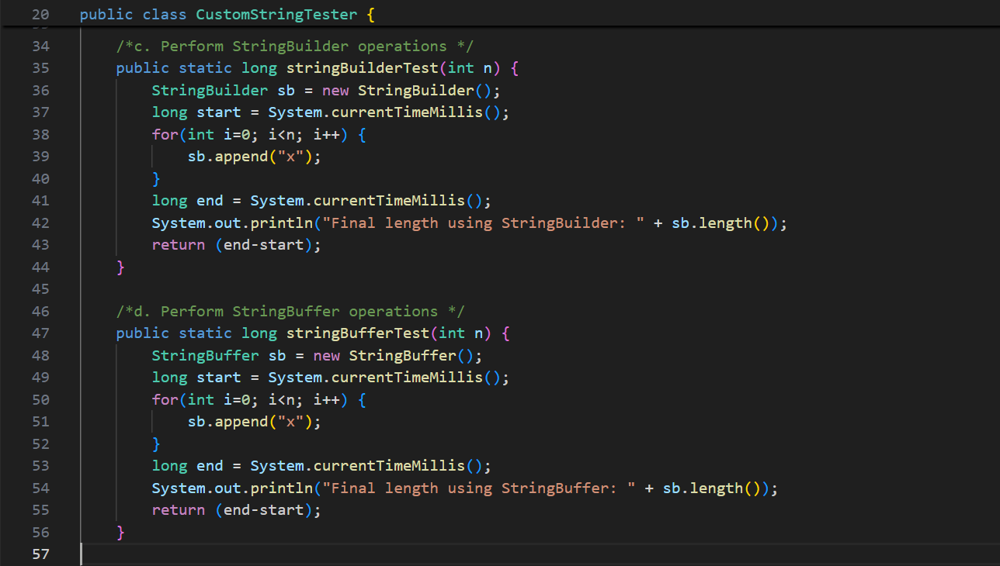 20 public class CustomStringTester {
34 /*c. Perform StringBuilder operations */
35 public static long stringBuilderTest(int n) {
36 StringBuilder sb = new StringBuilder();
37 long start = System.currentTimeMillis();
38 for(int i=0; i<n; i++) {
39 sb.append("x");
40 }
41 long end = System.currentTimeMillis();
42 System.out.println("Final length using StringBuilder: " + sb.length());
43 return (end-start);
44 }
45
46 /*d. Perform StringBuffer operations */
47 public static long stringBufferTest(int n) {
48 StringBuffer sb = new StringBuffer();
49 long start = System.currentTimeMillis();
50 for(int i=0; i<n; i++) {
51 sb.append("x");
52 }
53 long end = System.currentTimeMillis();
54 System.out.println("Final length using StringBuffer: " + sb.length());
55 return (end-start);
56 }
57